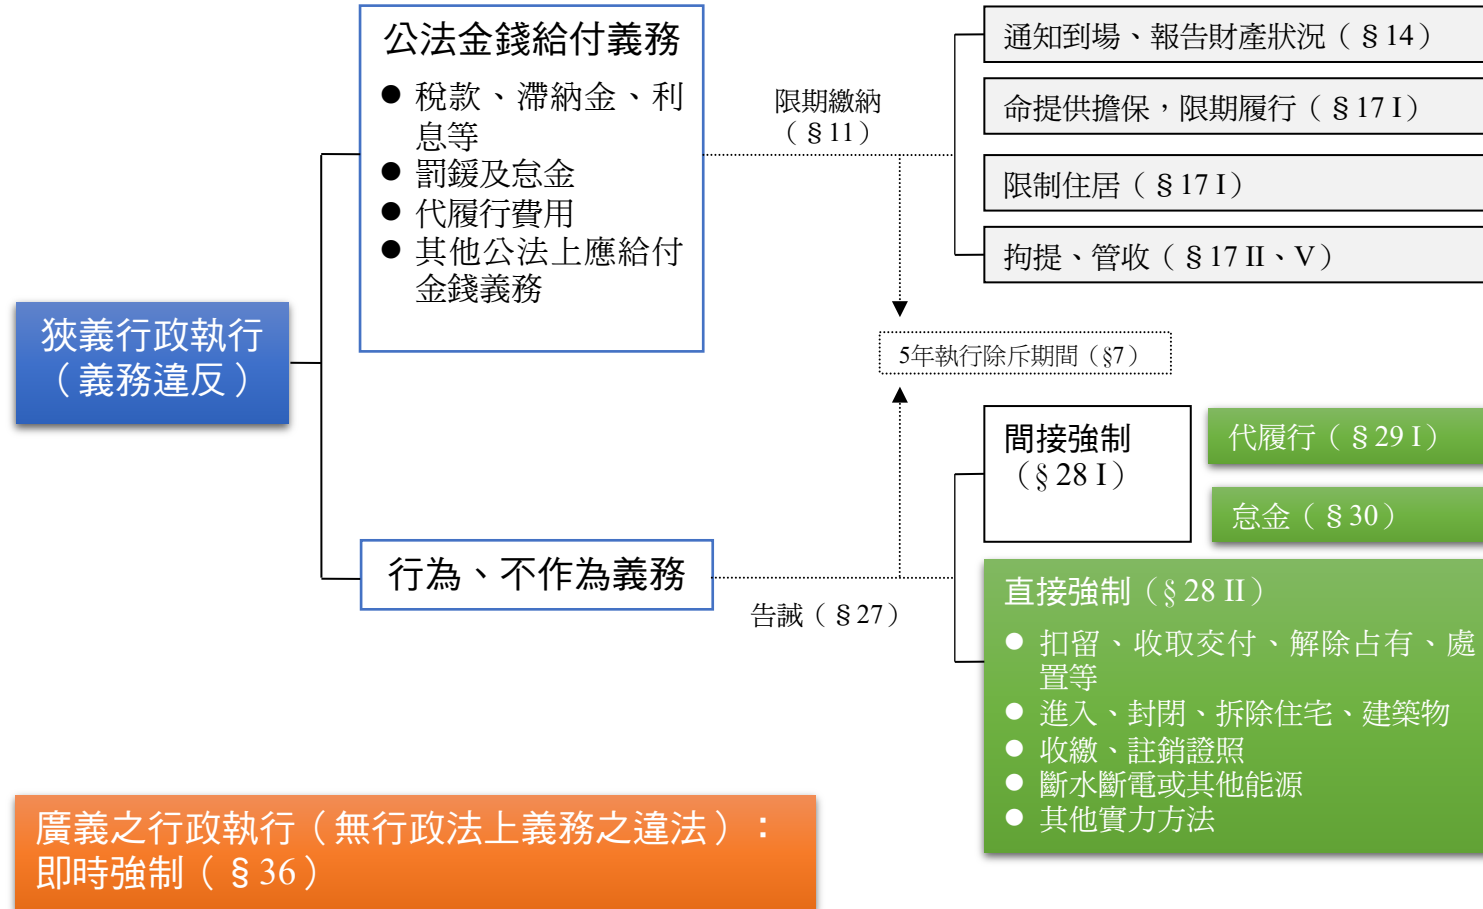 狹義行政執行
（義務違反）
公法金錢給付義務
● 稅款、滯納金、利
息等
● 罰鍰及怠金
● 代履行費用
● 其他公法上應給付
金錢義務
限期繳納
（§11）
通知到場、報告財產狀況（§14）
命提供擔保，限期履行（§17 I）
限制住居（§17 I）
拘提、管收（§17 II、V）
5年執行除斥期間（§7）
行為、不作為義務
告誡（§27）
間接強制
（§28 I）
代履行（§29 I）
怠金（§30）
直接強制（§28 II）
● 扣留、收取交付、解除占有、處
置等
● 進入、封閉、拆除住宅、建築物
● 收繳、註銷證照
● 斷水斷電或其他能源
● 其他實力方法
廣義之行政執行（無行政法上義務之違法）：
即時強制（§36）